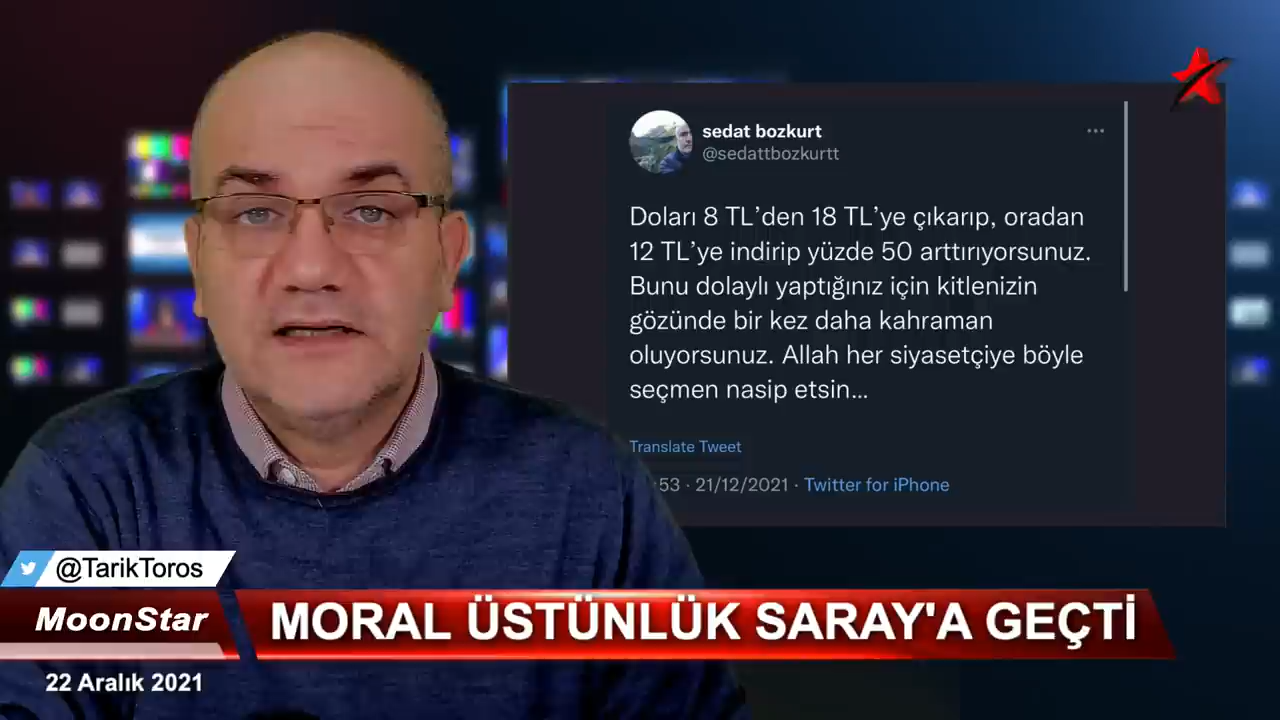 sedat bozkurt
@sedattbozkurtt
Doları 8 TL’den 18 TL’ye çıkarıp, oradan
12 TL’ye indirip yüzde 50 arttırıyorsunuz.
Bunu dolaylı yaptığınız için kitlenizin
gözünde bir kez daha kahraman
oluyorsunuz. Allah her siyasetçiye böyle
seçmen nasip etsin...
Translate Tweet
:53 · 21/12/2021 · Twitter for iPhone
@TarikToros
MoonStar
MORAL ÜSTÜNLÜK SARAY'A GEÇTİ
22 Aralık 2021